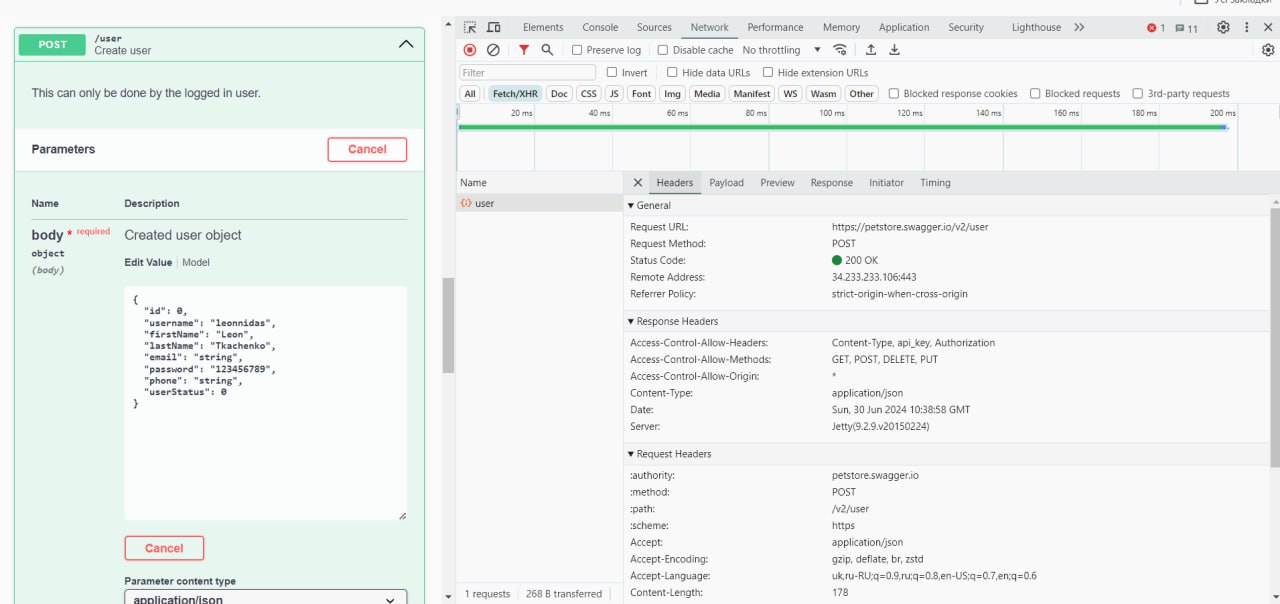 POST /user
Create user
This can only be done by the logged in user.
Parameters
Cancel
Name Description
body * required Created user object
object
(body)
Edit Value Model
{
"id": 0,
"username": "leonnidas",
"firstName": "Leon",
"lastName": "Tkachenko",
"email": "string",
"password": "123456789",
"phone": "string",
"userStatus": 0
}
Cancel
Parameter content type
application/json
Elements Console Sources Network Performance Memory Application Security Lighthouse 1 11
Preserve log Disable cache No throttling
Filter Invert Hide data URLs Hide extension URLs
All Fetch/XHR Doc CSS JS Font Img Media Manifest WS Wasm Other Blocked response cookies Blocked requests 3rd-party requests
20 ms 40 ms 60 ms 80 ms 100 ms 120 ms 140 ms 160 ms 180 ms 200 ms
Name
user
1 requests 268 B transferred
Headers Payload Preview Response Initiator Timing
General
Request URL: https://petstore.swagger.io/v2/user
Request Method: POST
Status Code: 200 OK
Remote Address: 34.233.233.106:443
Referrer Policy: strict-origin-when-cross-origin
Response Headers
Access-Control-Allow-Headers: Content-Type, api_key, Authorization
Access-Control-Allow-Methods: GET, POST, DELETE, PUT
Access-Control-Allow-Origin: *
Content-Type: application/json
Date: Sun, 30 Jun 2024 10:38:58 GMT
Server: Jetty(9.2.9.v20150224)
Request Headers
:authority: petstore.swagger.io
:method: POST
:path: /v2/user
:scheme: https
Accept: application/json
Accept-Encoding: gzip, deflate, br, zstd
Accept-Language: uk,ru-RU;q=0.9,ru;q=0.8,en-US;q=0.7,en;q=0.6
Content-Length: 178